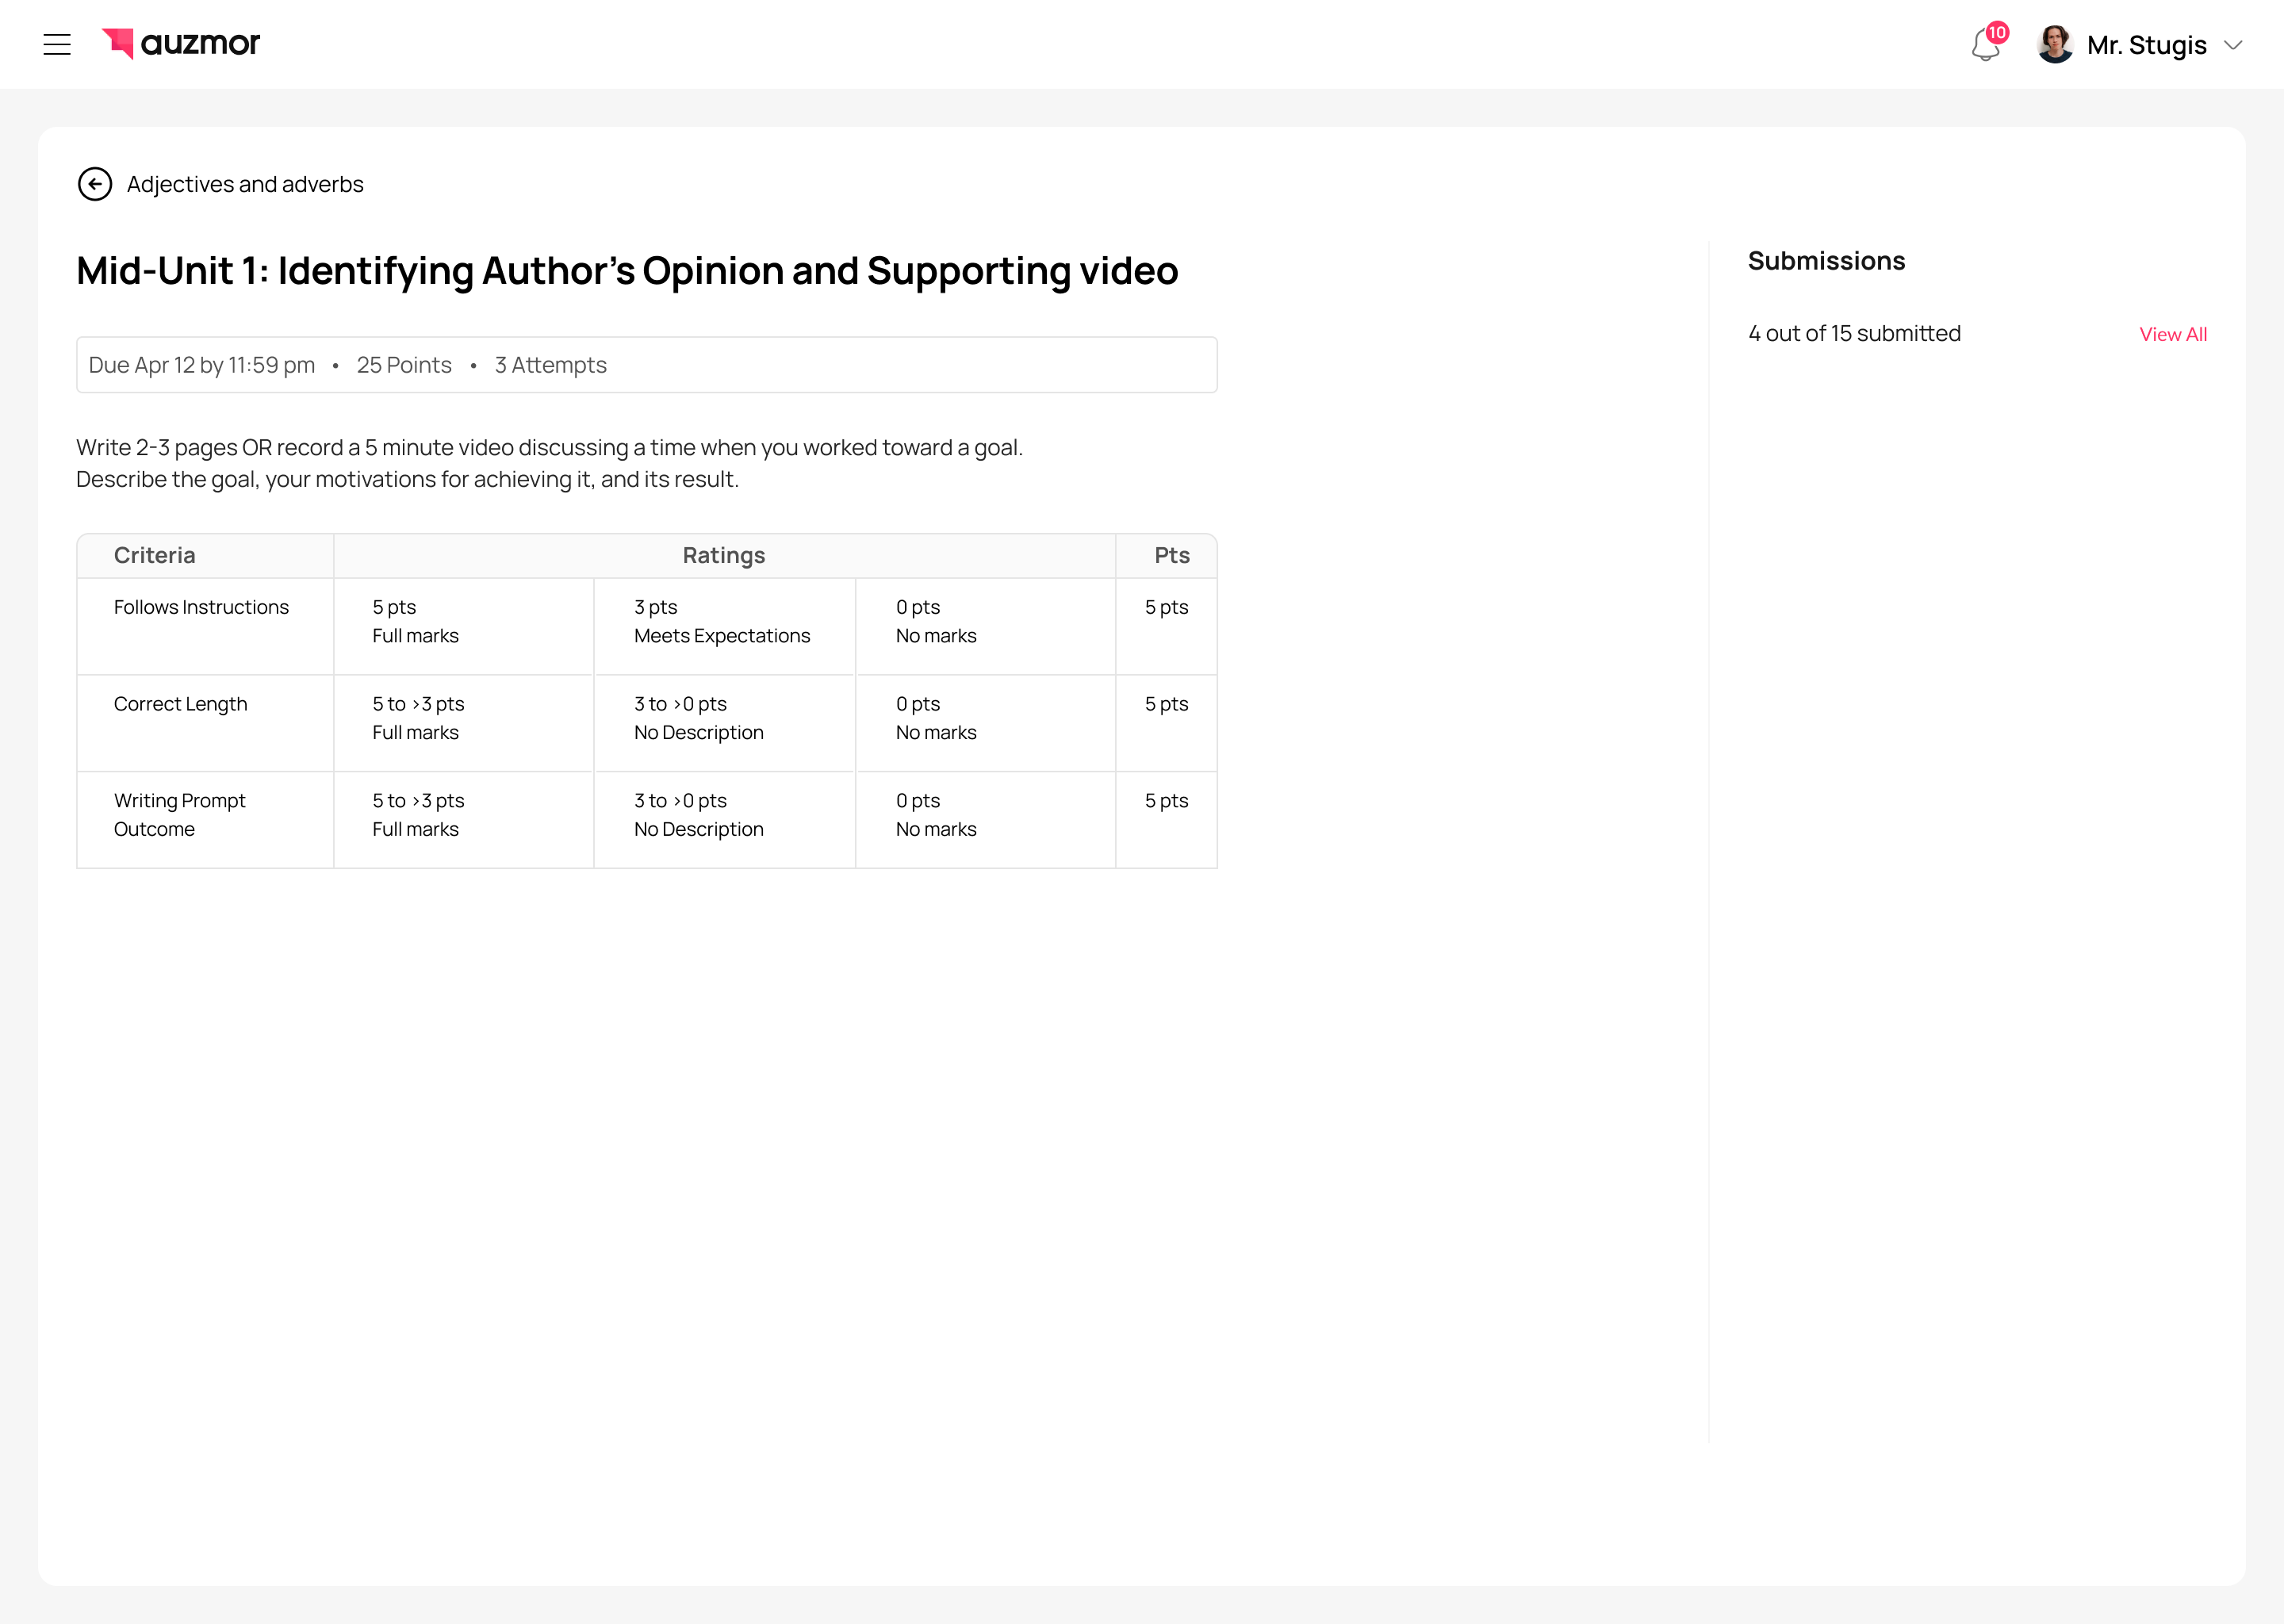 auzmor
10
Mr. Stugis
Adjectives and adverbs
Mid-Unit 1: Identifying Author’s Opinion and Supporting video
Due Apr 12 by 11:59 pm • 25 Points • 3 Attempts
Write 2-3 pages OR record a 5 minute video discussing a time when you worked toward a goal.
Describe the goal, your motivations for achieving it, and its result.
Criteria Ratings Pts
Follows Instructions 5 pts 3 pts 0 pts 5 pts
Full marks Meets Expectations No marks
Correct Length 5 to >3 pts 3 to >0 pts 0 pts 5 pts
Full marks No Description No marks
Writing Prompt 5 to >3 pts 3 to >0 pts 0 pts 5 pts
Outcome Full marks No Description No marks
Submissions
4 out of 15 submitted View All